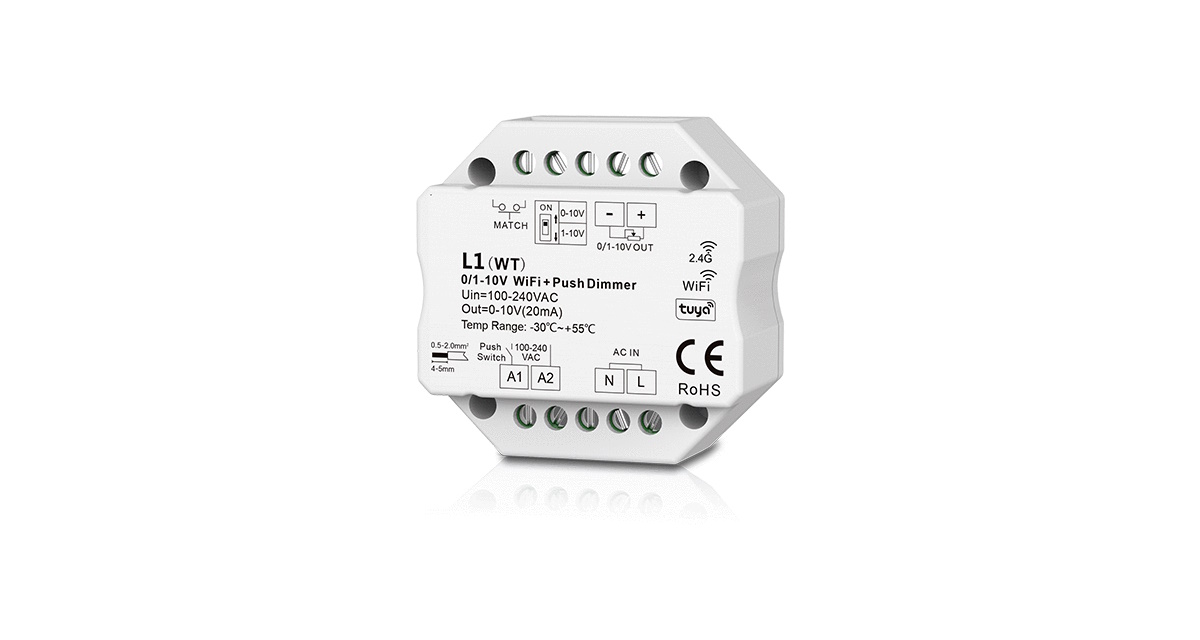 ON
0-10V
1-10V
- +
MATCH
0/1-10V OUT
2.4G
WiFi
tuya
L1(WT)
0/1-10V WiFi+Push Dimmer
Uin=100-240VAC
Out=0-10V(20mA)
Temp Range: -30℃~+55℃
0.5-2.0mm²
4-5mm
Push
Switch
100-240
VAC
A1 A2
AC IN
N L
CE
RoHS